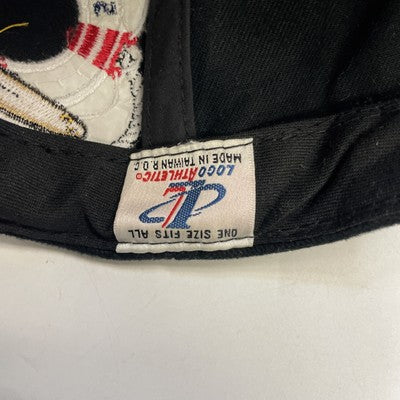 LOGO ATHLETIC®
MADE IN TAIWAN R.O.C
ONE SIZE FITS ALL